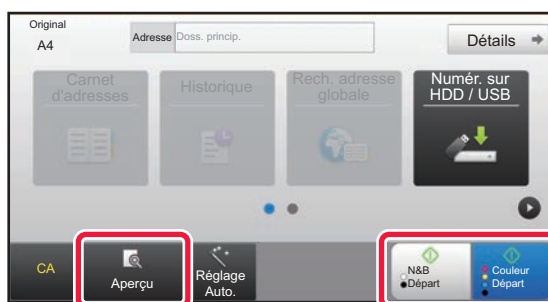 Original
A4
Adresse Doss. princip.
Détails
Carnet
d'adresses
Historique
Rech. adresse
globale
Numér. sur
HDD / USB
CA
Aperçu
Réglage
Auto.
N&B
Départ
Couleur
Départ